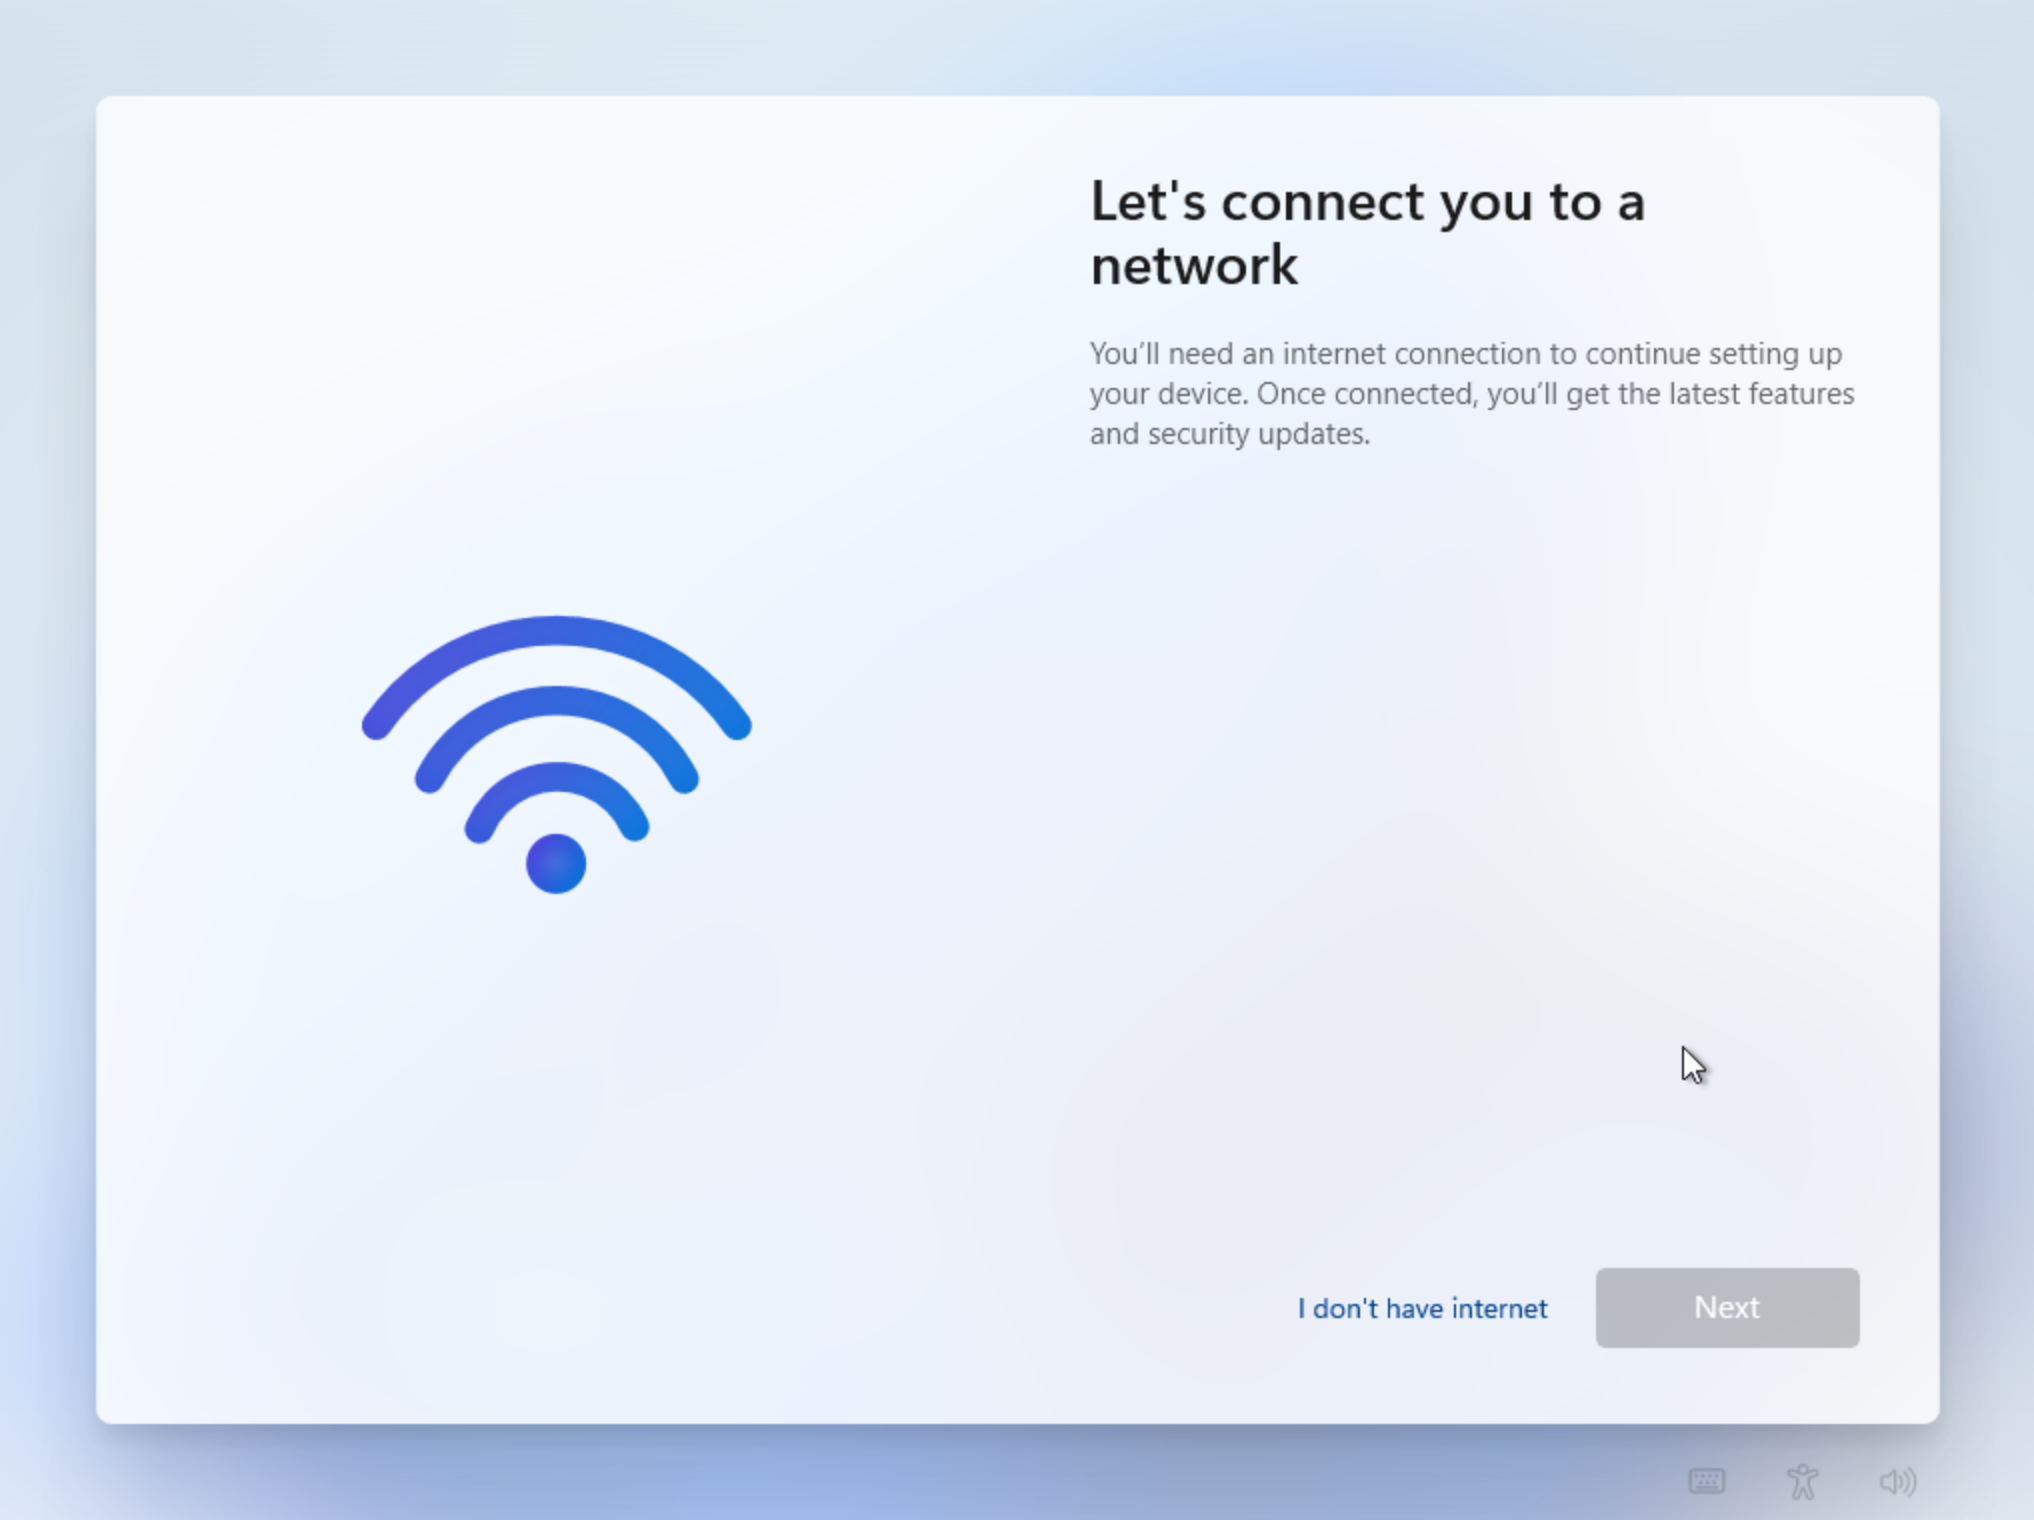 Let's connect you to a
network
You’ll need an internet connection to continue setting up
your device. Once connected, you’ll get the latest features
and security updates.
I don't have internet
Next